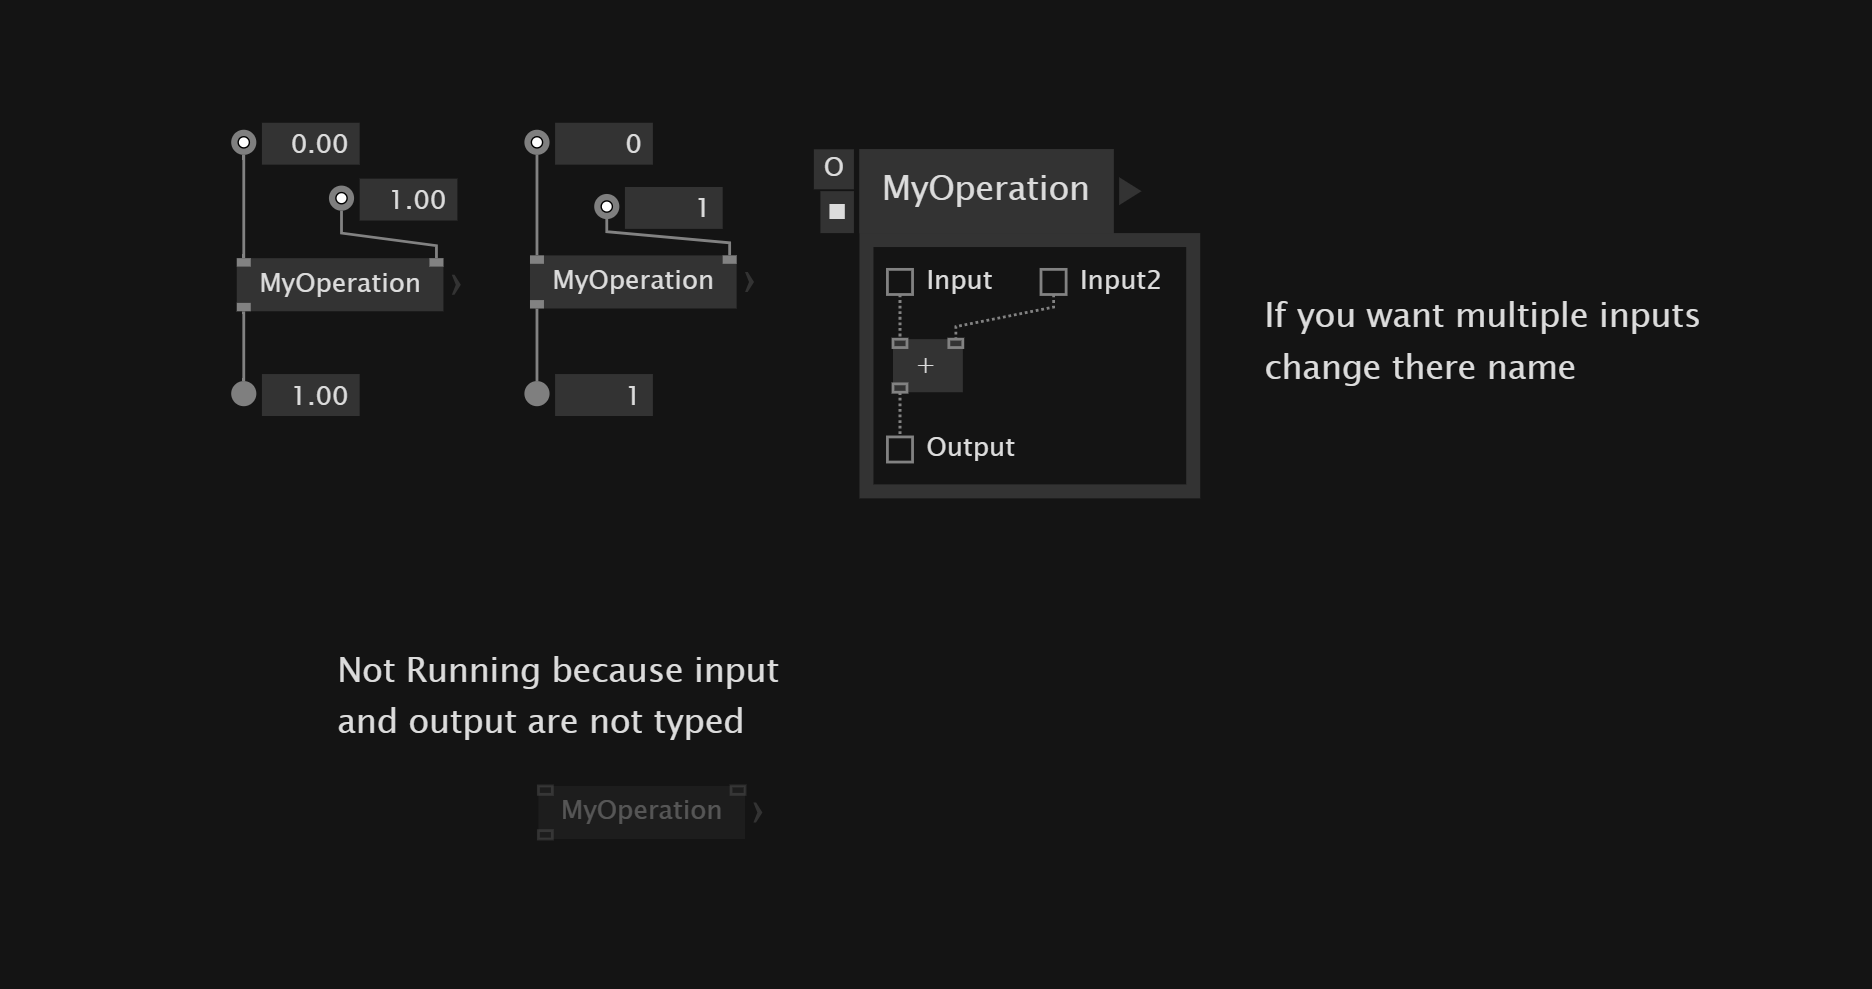 0.00
1.00
MyOperation
1.00
0
1
MyOperation
1
O
MyOperation
Input Input2
+
Output
If you want multiple inputs
change there name
Not Running because input
and output are not typed
MyOperation